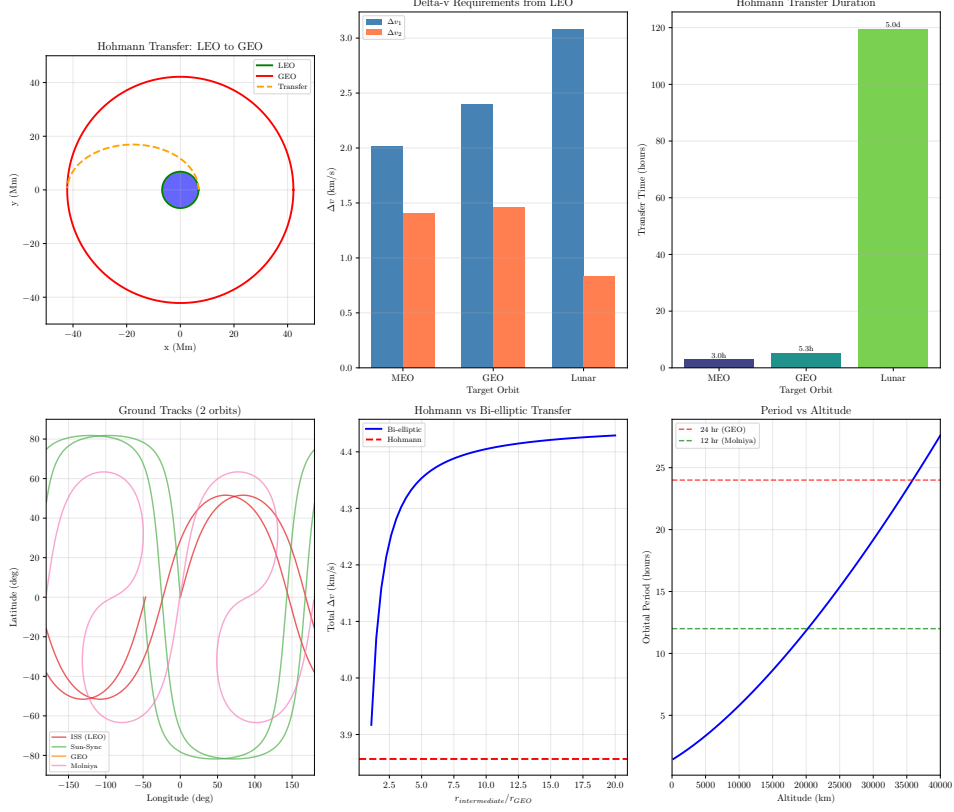 Hohmann Transfer: LEO to GEO
LEO
GEO
Transfer
40
20
0
−20
−40
y (Mm)
−40
−20
0
20
40
x (Mm)
Delta-v Requirements from LEO
Δv₁
Δv₂
3.0
2.5
2.0
1.5
1.0
0.5
0.0
Δv (km/s)
MEO
GEO
Lunar
Target Orbit
Hohmann Transfer Duration
120
100
80
60
40
20
0
Transfer Time (hours)
3.0h
5.3h
5.0d
MEO
GEO
Lunar
Target Orbit
Ground Tracks (2 orbits)
80
60
40
20
0
−20
−40
−60
−80
Latitude (deg)
ISS (LEO)
Sun-Sync
GEO
Molniya
−150
−100
−50
0
50
100
150
Longitude (deg)
Hohmann vs Bi-elliptic Transfer
Bi-elliptic
Hohmann
4.4
4.3
4.2
4.1
4.0
3.9
Total Δv (km/s)
2.5
5.0
7.5
10.0
12.5
15.0
17.5
20.0
r_intermediate/r_GEO
Period vs Altitude
24 hr (GEO)
12 hr (Molniya)
25
20
15
10
5
Orbital Period (hours)
0
5000
10000
15000
20000
25000
30000
35000
40000
Altitude (km)